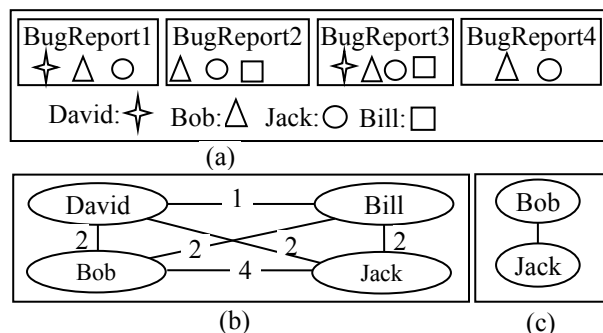 BugReport1 BugReport2 BugReport3 BugReport4
David: Bob: Jack: Bill:
(a)
David 1 Bill
2 2 2 2
Bob 4 Jack
(b)
Bob
Jack
(c)